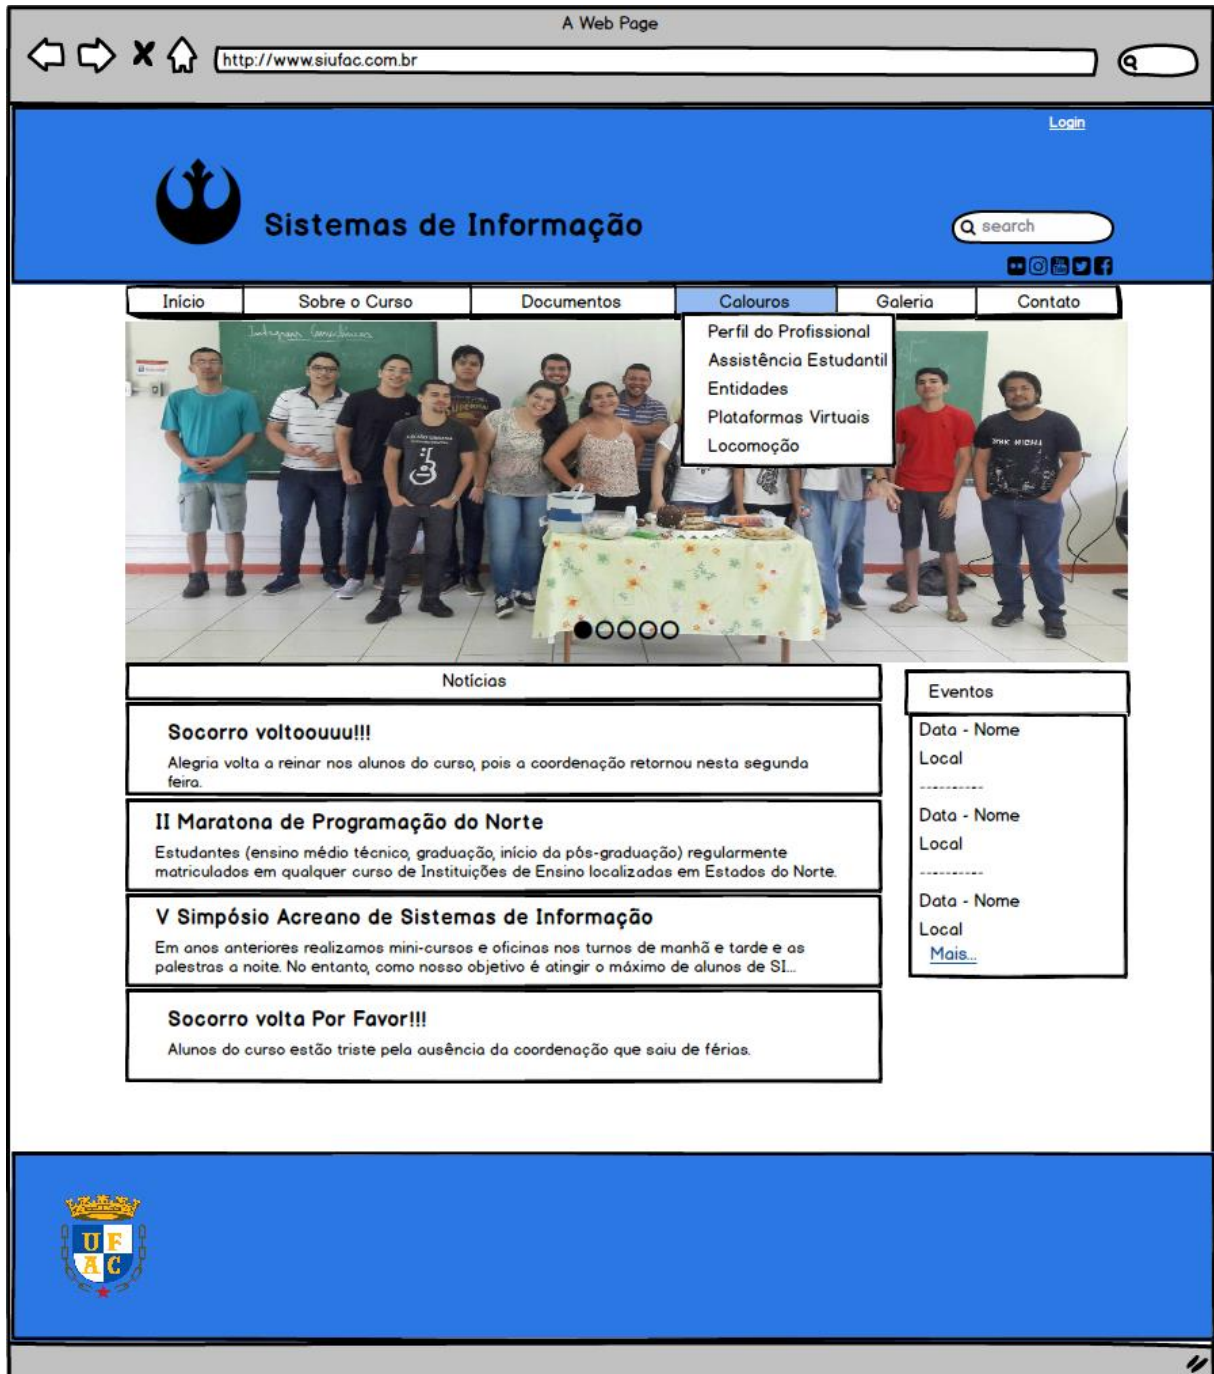 A Web Page
http://www.siufac.com.br
Login
Sistemas de Informação
search
Início
Sobre o Curso
Documentos
Calouros
Galeria
Contato
Perfil do Profissional
Assistência Estudantil
Entidades
Plataformas Virtuais
Locomoção
Notícias
Socorro voltoouuu!!!
Alegria volta a reinar nos alunos do curso, pois a coordenação retornou nesta segunda
feira.
II Maratona de Programação do Norte
Estudantes (ensino médio técnico, graduação, início da pós-graduação) regularmente
matriculados em qualquer curso de Instituições de Ensino localizadas em Estados do Norte.
V Simpósio Acreano de Sistemas de Informação
Em anos anteriores realizamos mini-cursos e oficinas nos turnos de manhã e tarde e as
palestras a noite. No entanto, como nosso objetivo é atingir o máximo de alunos de SI...
Socorro volta Por Favor!!!
Alunos do curso estão triste pela ausência da coordenação que saiu de férias.
Eventos
Data - Nome
Local
----------
Data - Nome
Local
----------
Data - Nome
Local
Mais...
UF
AC